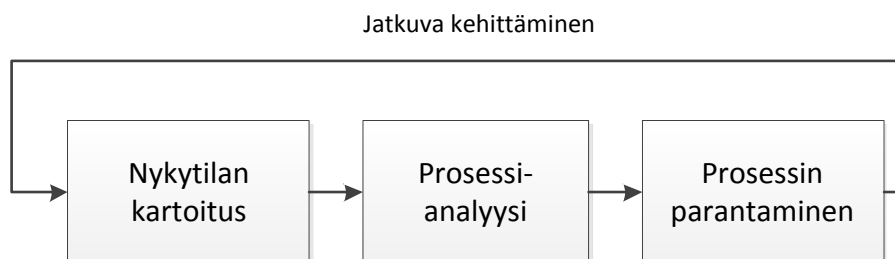 Jatkuva kehittäminen
Nykytilan
kartoitus
Prosessi-
analyysi
Prosessin
parantaminen